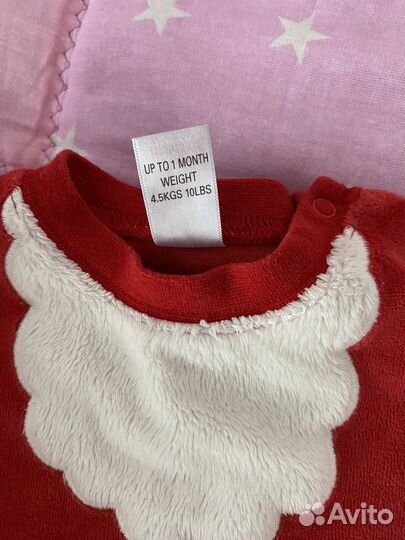 UP TO 1 MONTH
WEIGHT
4.5KGS 10LBS
Avito